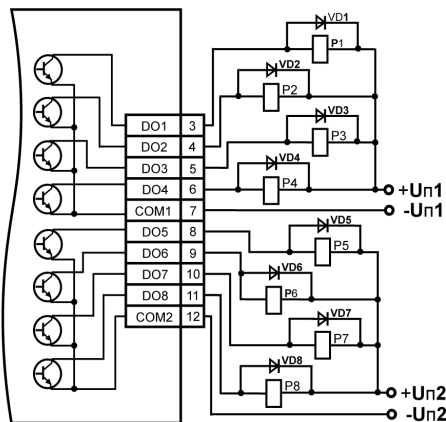 VD1
P1
VD2
P2
VD3
P3
VD4
P4
DO1 3
DO2 4
DO3 5
DO4 6
COM1 7
DO5 8
DO6 9
DO7 10
DO8 11
COM2 12
+Uп1
-Uп1
VD5
P5
VD6
P6
VD7
P7
VD8
P8
+Uп2
-Uп2